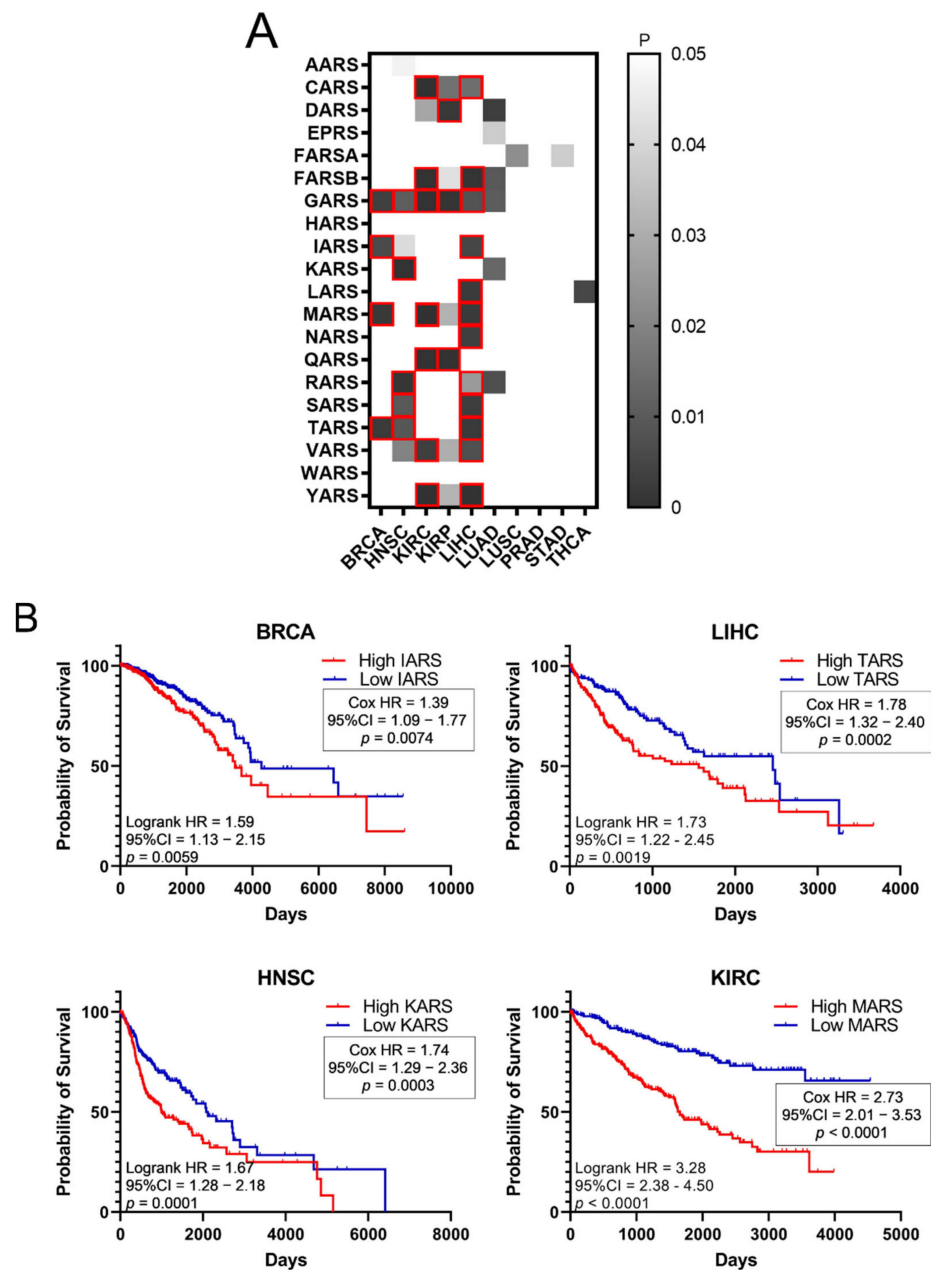 A
P
AARS
CARS
DARS
EPRS
FARSA
FARSB
GARS
HARS
IARS
KARS
LARS
MARS
NARS
QARS
RARS
SARS
TARS
VARS
WARS
YARS
0.05
0.04
0.03
0.02
0.01
0
BRCA
HNSC
KIRC
KIRP
LIHC
LUAD
LUSC
PRAD
STAD
THCA
B
BRCA
High IARS
Low IARS
Cox HR = 1.39
95%CI = 1.09 – 1.77
p = 0.0074
Logrank HR = 1.59
95%CI = 1.13 – 2.15
p = 0.0059
Probability of Survival
100
50
0
0 2000 4000 6000 8000 10000
Days
LIHC
High TARS
Low TARS
Cox HR = 1.78
95%CI = 1.32 – 2.40
p = 0.0002
Logrank HR = 1.73
95%CI = 1.22 - 2.45
p = 0.0019
Probability of Survival
100
50
0
0 1000 2000 3000 4000
Days
HNSC
High KARS
Low KARS
Cox HR = 1.74
95%CI = 1.29 – 2.36
p = 0.0003
Logrank HR = 1.67
95%CI = 1.28 – 2.18
p = 0.0001
Probability of Survival
100
50
0
0 2000 4000 6000 8000
Days
KIRC
High MARS
Low MARS
Cox HR = 2.73
95%CI = 2.01 – 3.53
p < 0.0001
Logrank HR = 3.28
95%CI = 2.38 - 4.50
p < 0.0001
Probability of Survival
100
50
0
0 1000 2000 3000 4000 5000
Days